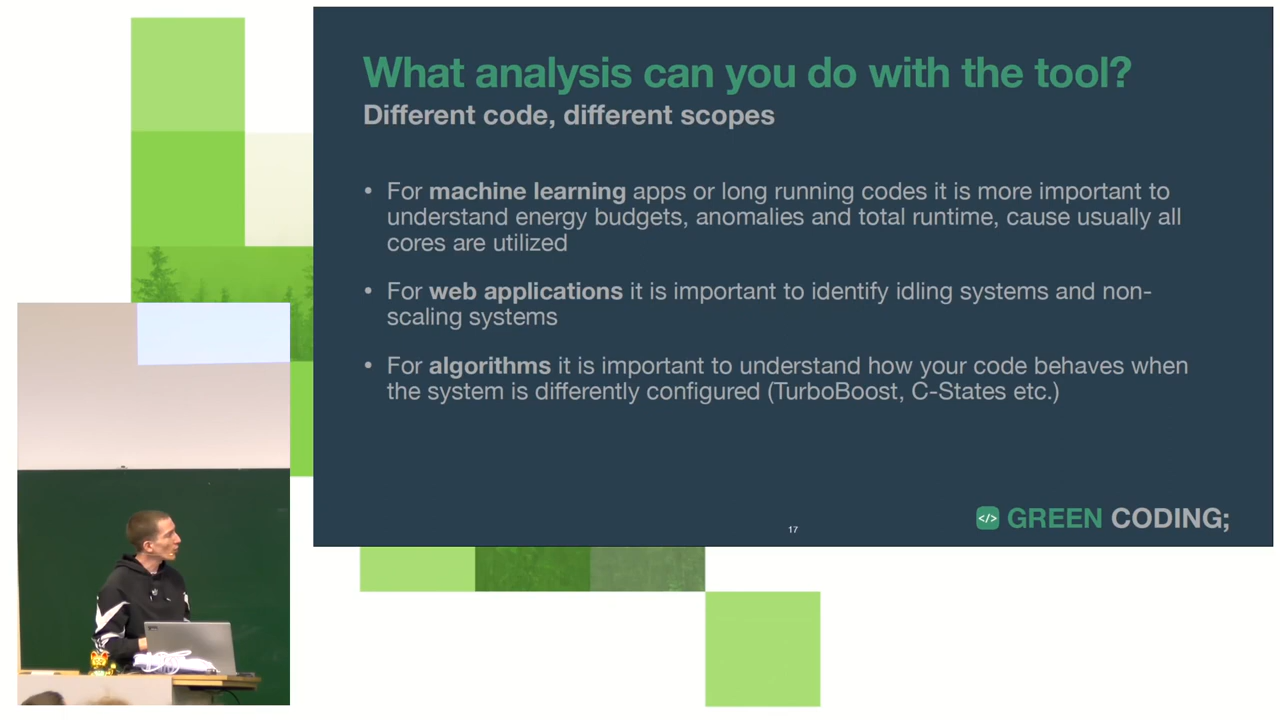 What analysis can you do with the tool?
Different code, different scopes
• For machine learning apps or long running codes it is more important to
understand energy budgets, anomalies and total runtime, cause usually all
cores are utilized
• For web applications it is important to identify idling systems and non-
scaling systems
• For algorithms it is important to understand how your code behaves when
the system is differently configured (TurboBoost, C-States etc.)
</> GREEN CODING;
17